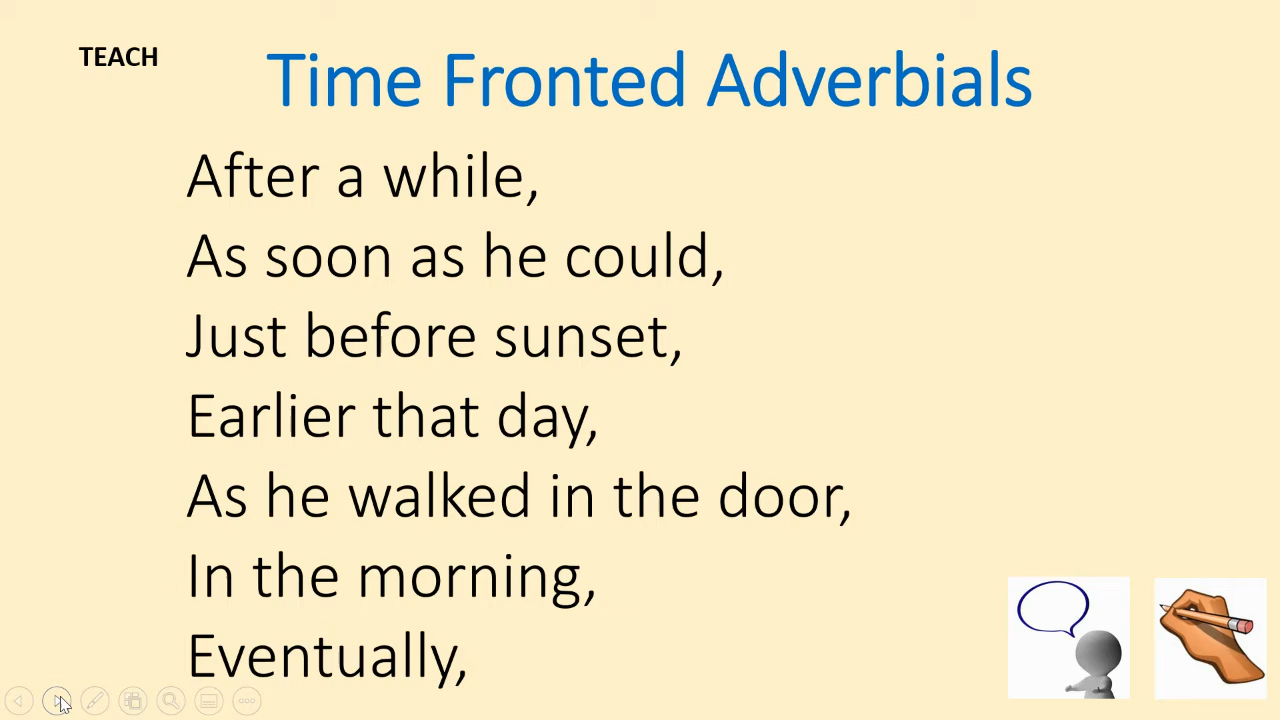 TEACH
Time Fronted Adverbials
After a while,
As soon as he could,
Just before sunset,
Earlier that day,
As he walked in the door,
In the morning,
Eventually,